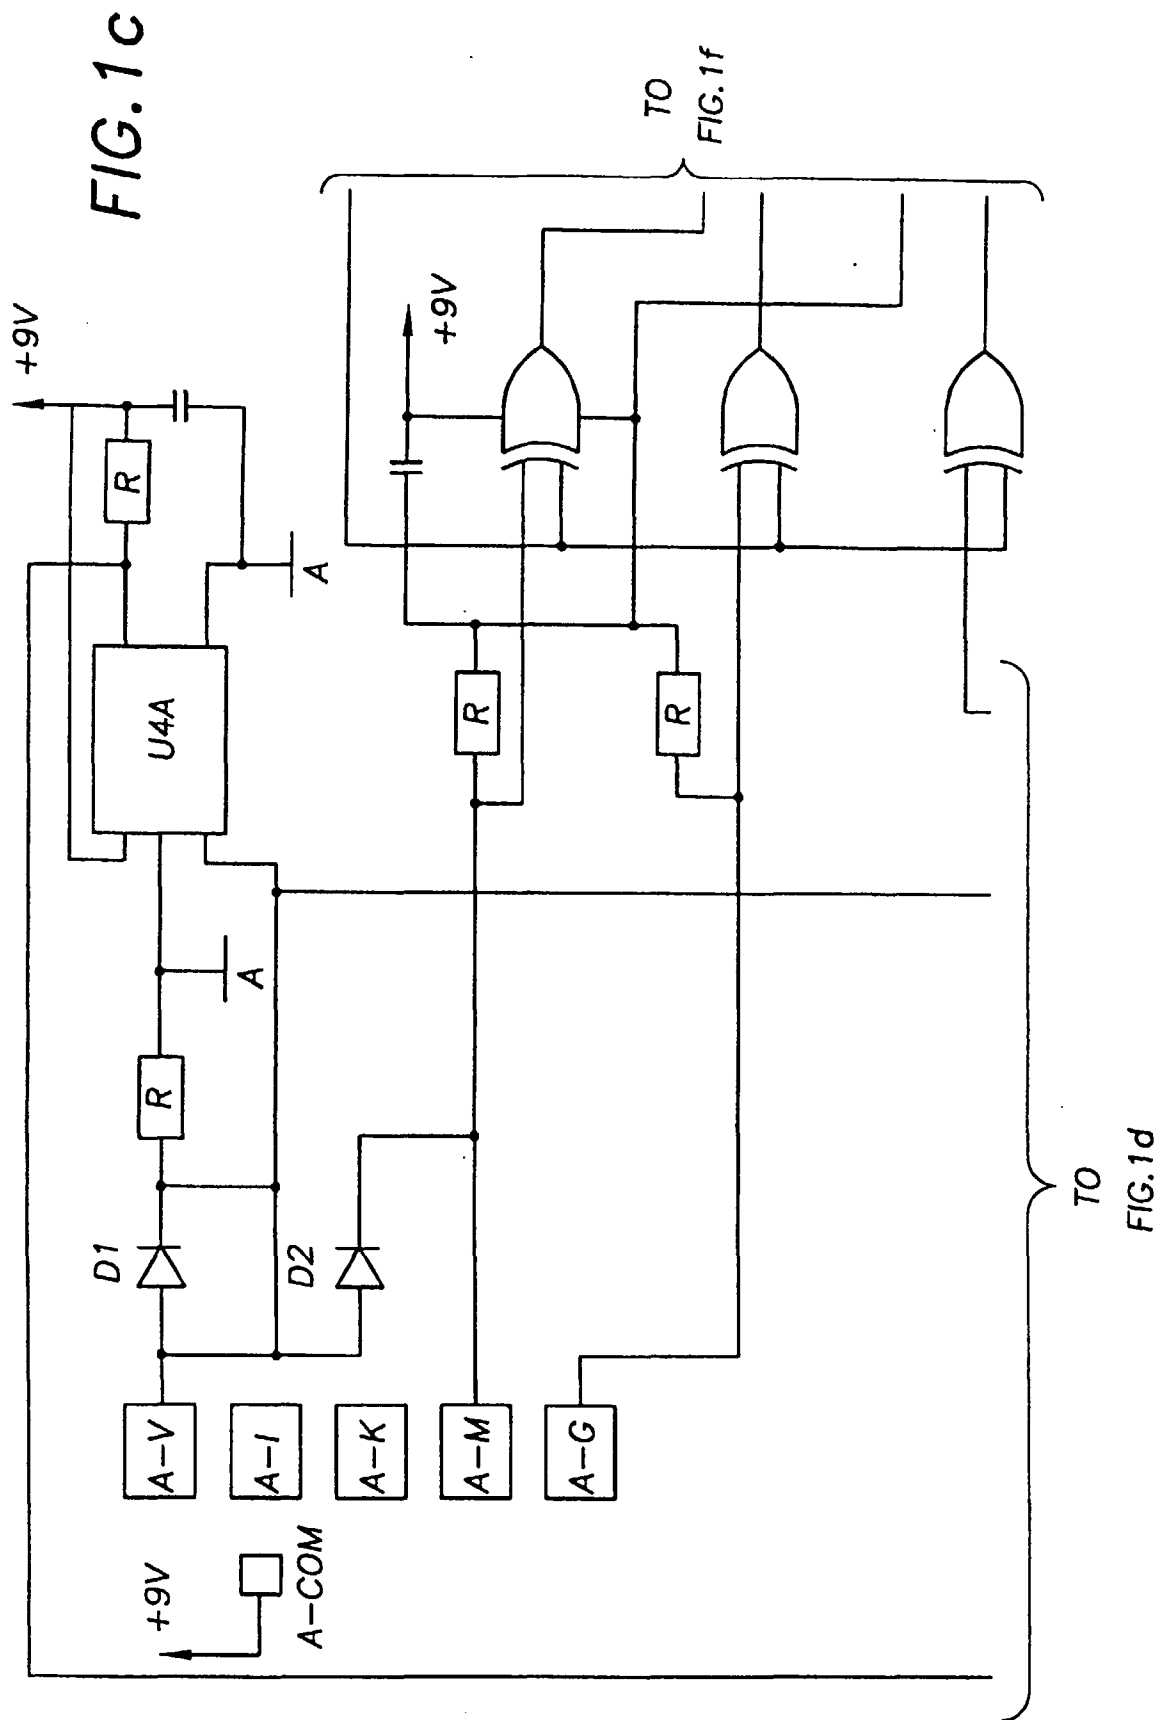 FIG.1c
+9V
R
U4A
A
TO
FIG.1f
+9V
R
R
A
R
D1
D2
A-V
A-I
A-K
A-M
A-G
+9V
A-COM
TO
FIG.1d